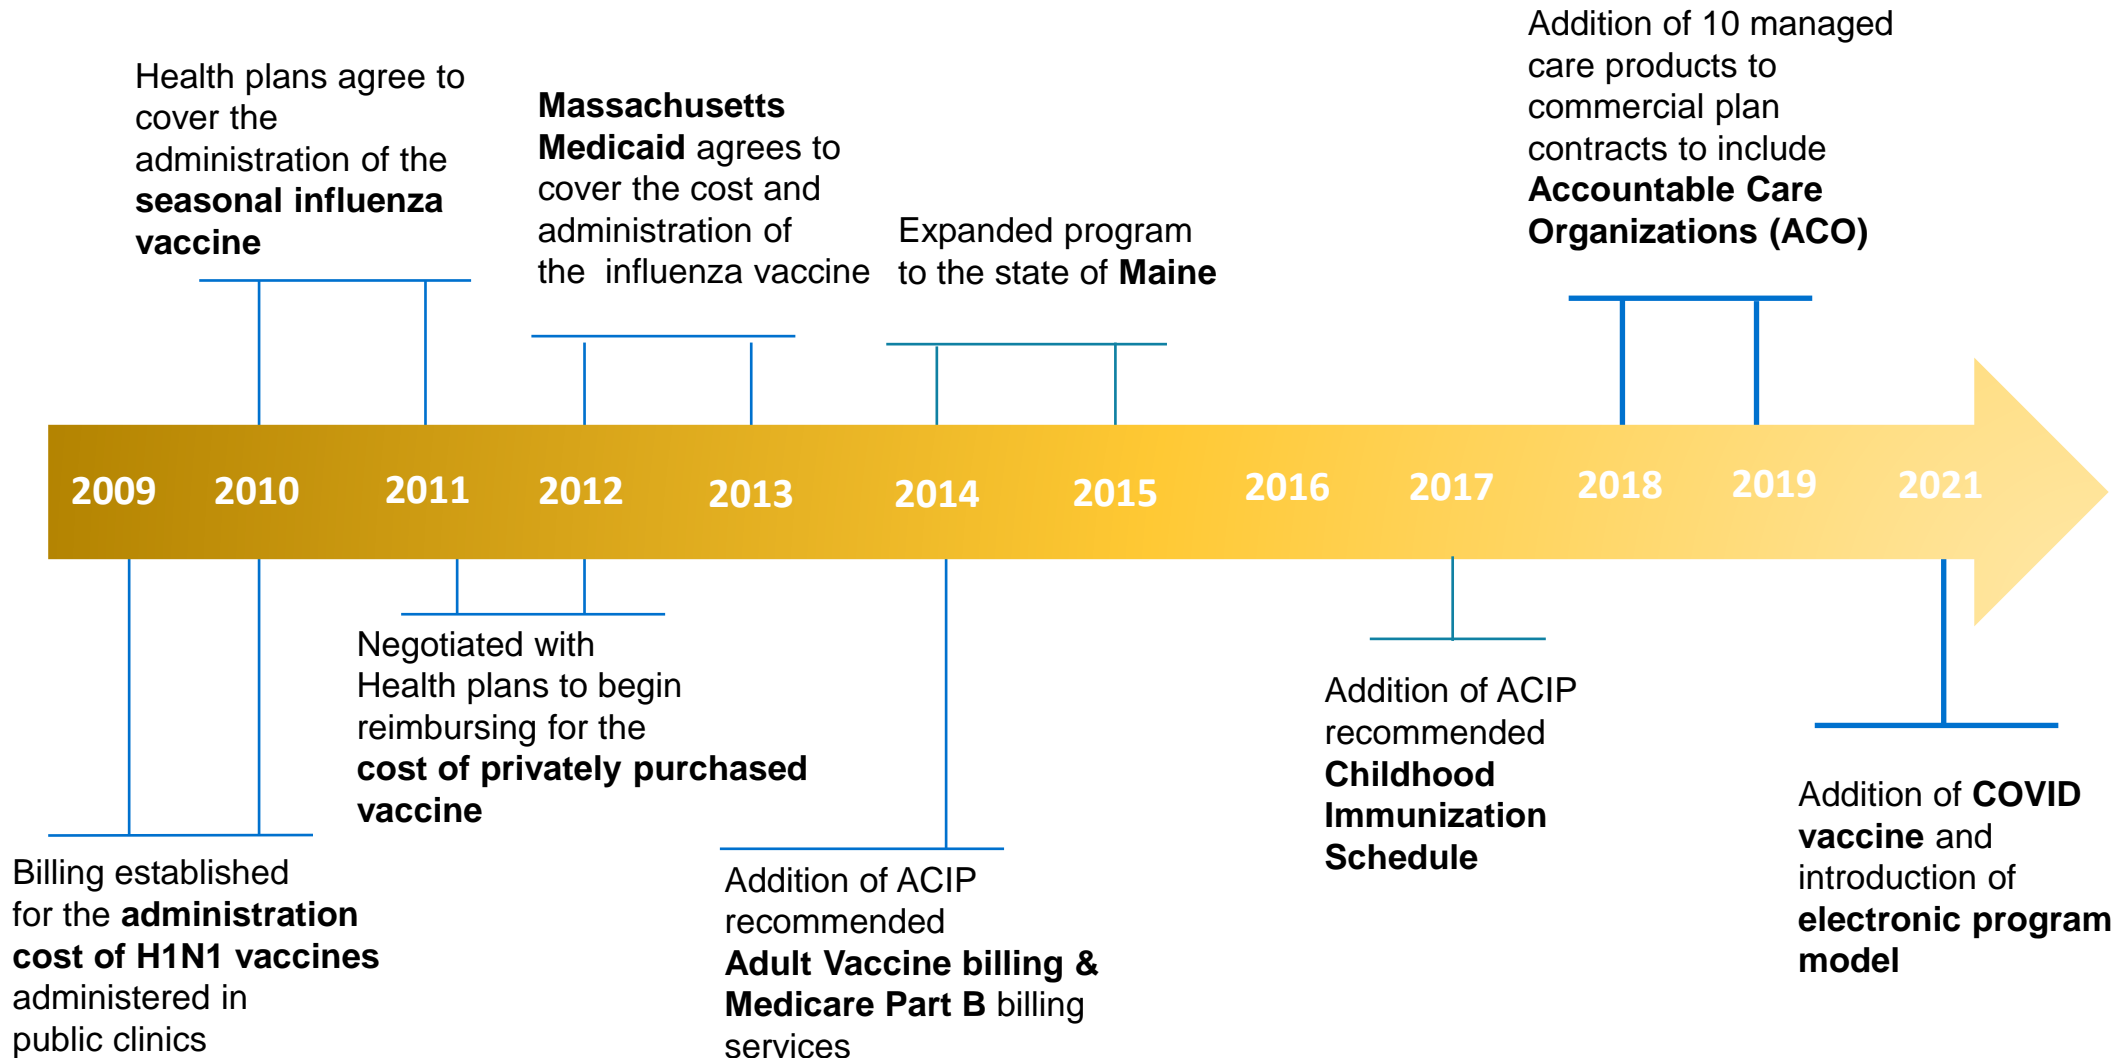 Health plans agree to
cover the
administration of the
seasonal influenza
vaccine
Massachusetts
Medicaid agrees to
cover the cost and
administration of
the  influenza vaccine
Expanded program
to the state of Maine
Addition of 10 managed
care products to
commercial plan
contracts to include
Accountable Care
Organizations (ACO)
2009 2010 2011 2012 2013 2014 2015 2016 2017 2018 2019 2021
Billing established
for the administration
cost of H1N1 vaccines
administered in
public clinics
Negotiated with
Health plans to begin
reimbursing for the
cost of privately purchased
vaccine
Addition of ACIP
recommended
Adult Vaccine billing &
Medicare Part B billing
services
Addition of ACIP
recommended
Childhood
Immunization
Schedule
Addition of COVID
vaccine and
introduction of
electronic program
model